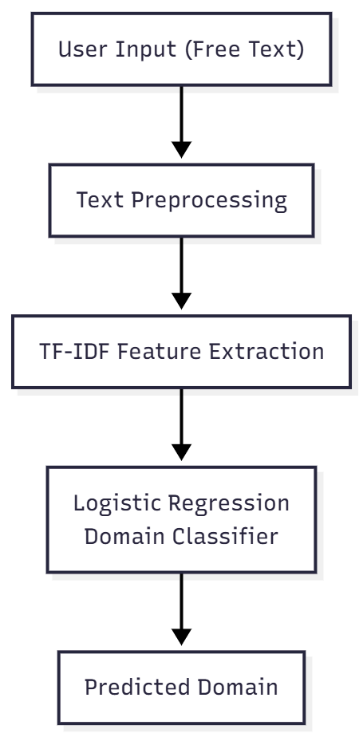 User Input (Free Text)
Text Preprocessing
TF-IDF Feature Extraction
Logistic Regression
Domain Classifier
Predicted Domain